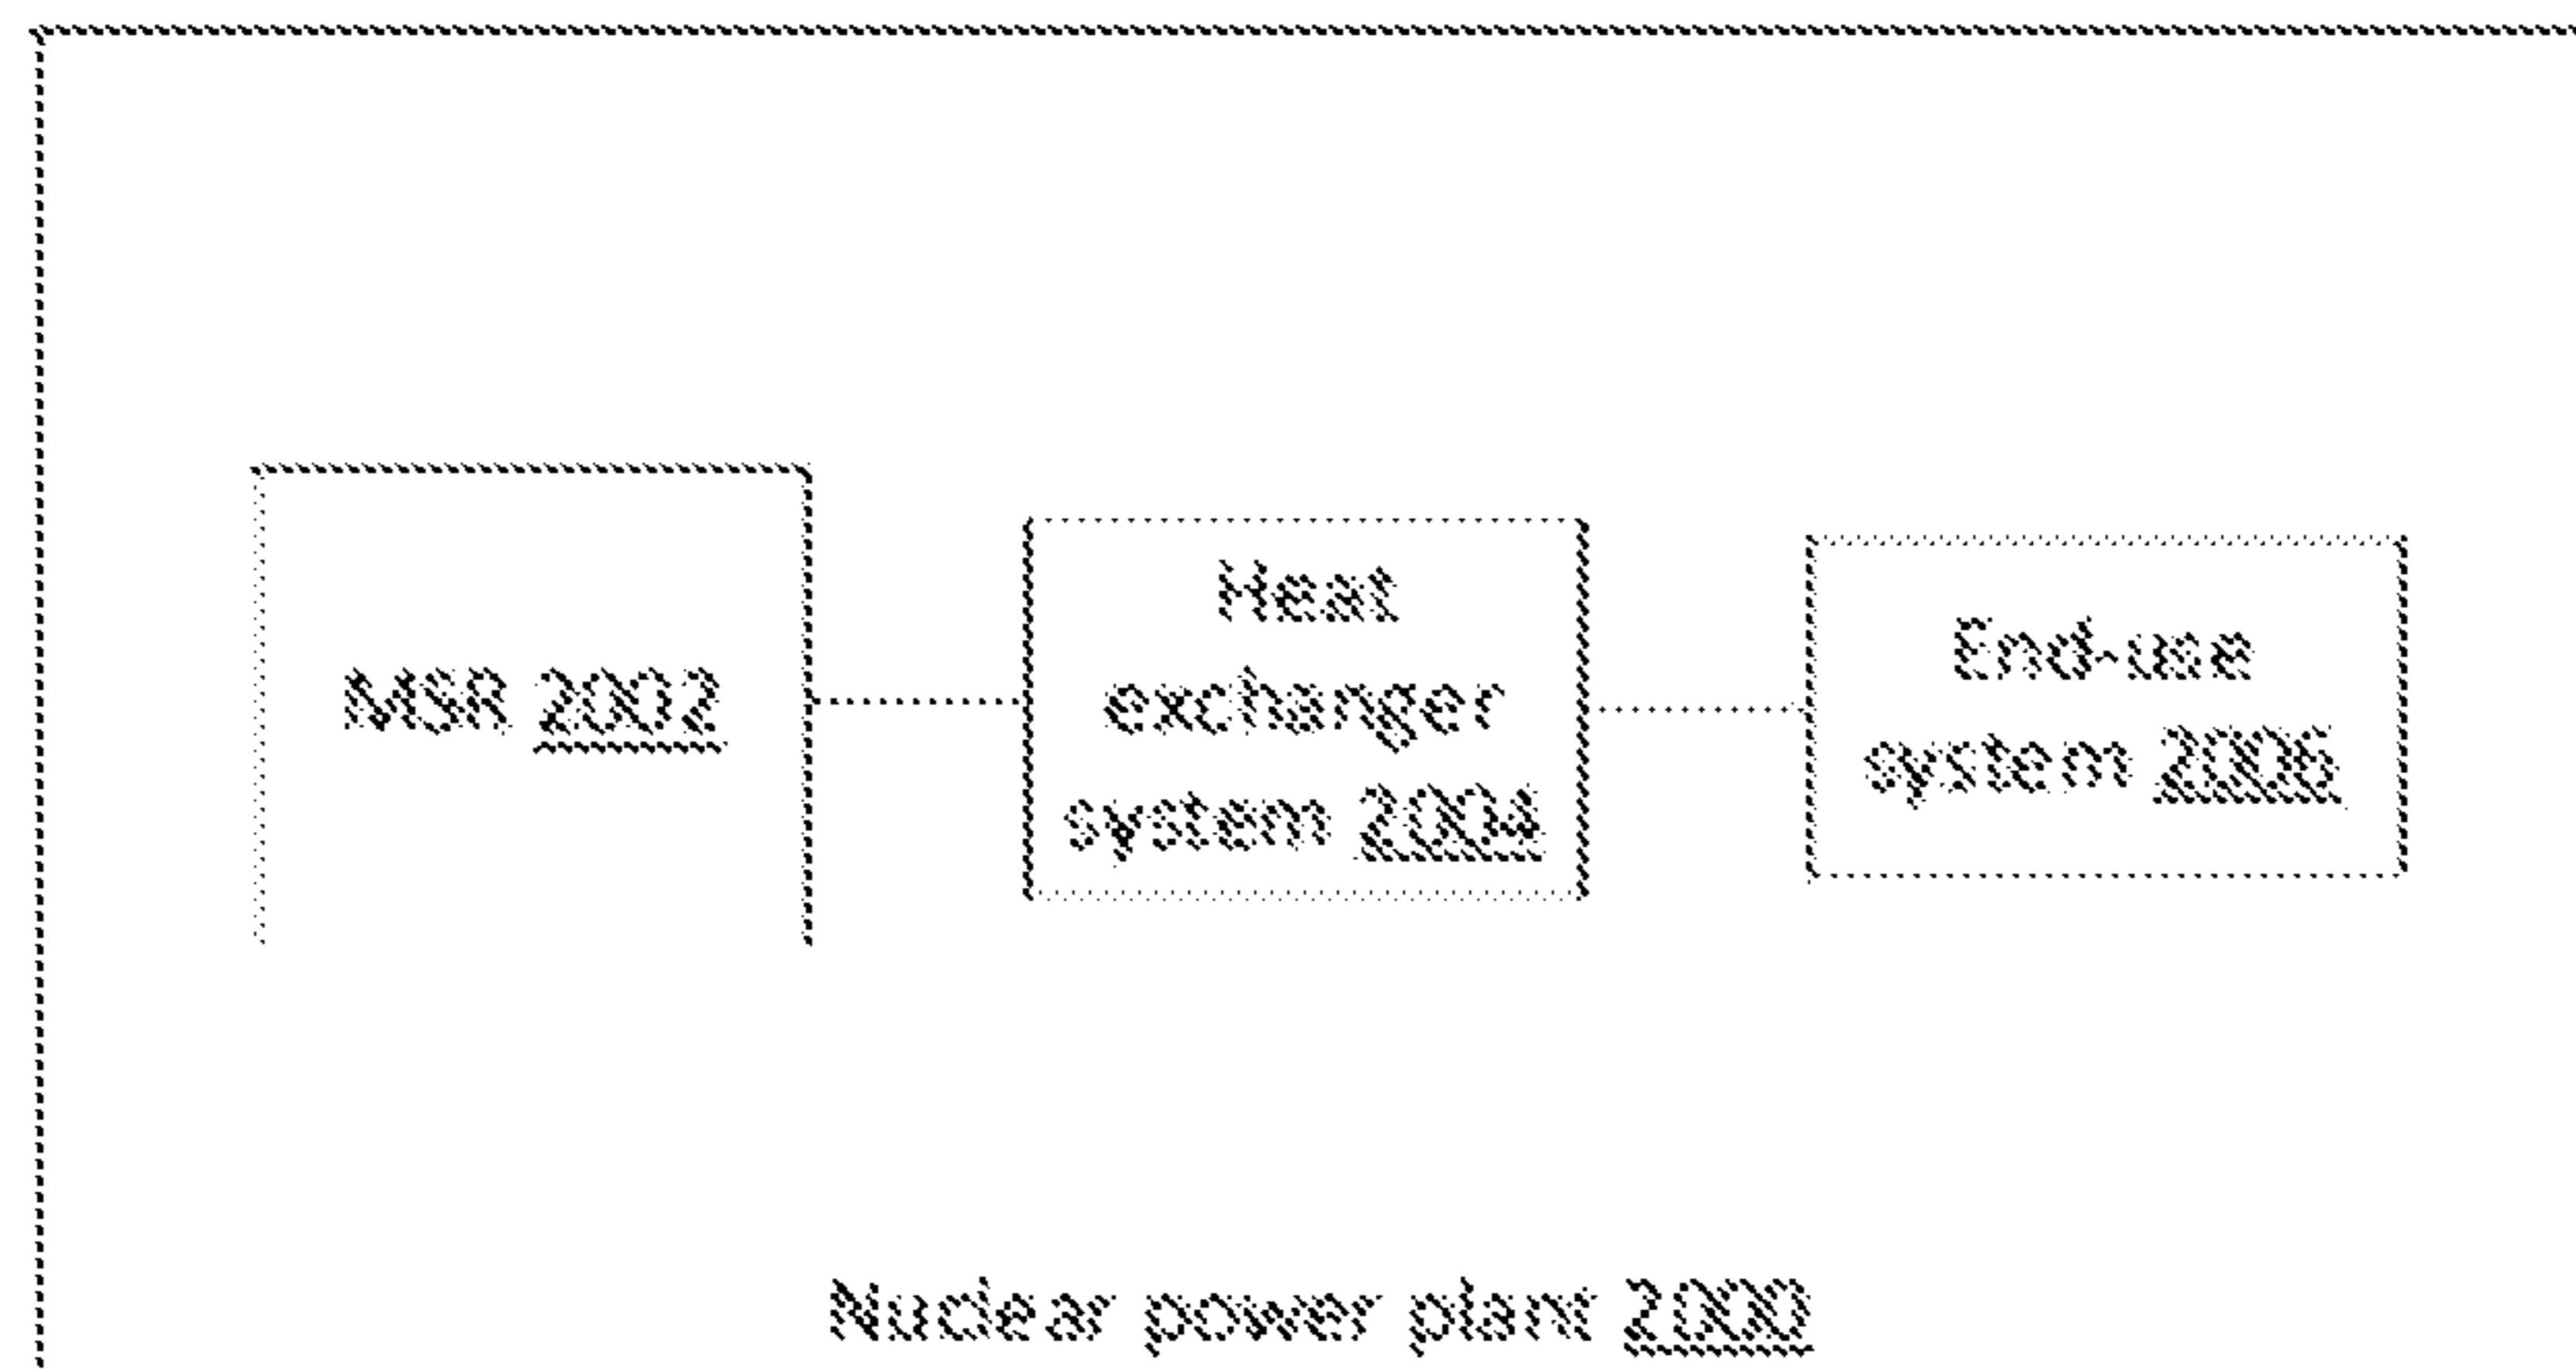 MSR 2002
Heat
exchanger
system 2004
End-use
system 2006
Nuclear power plant 2000